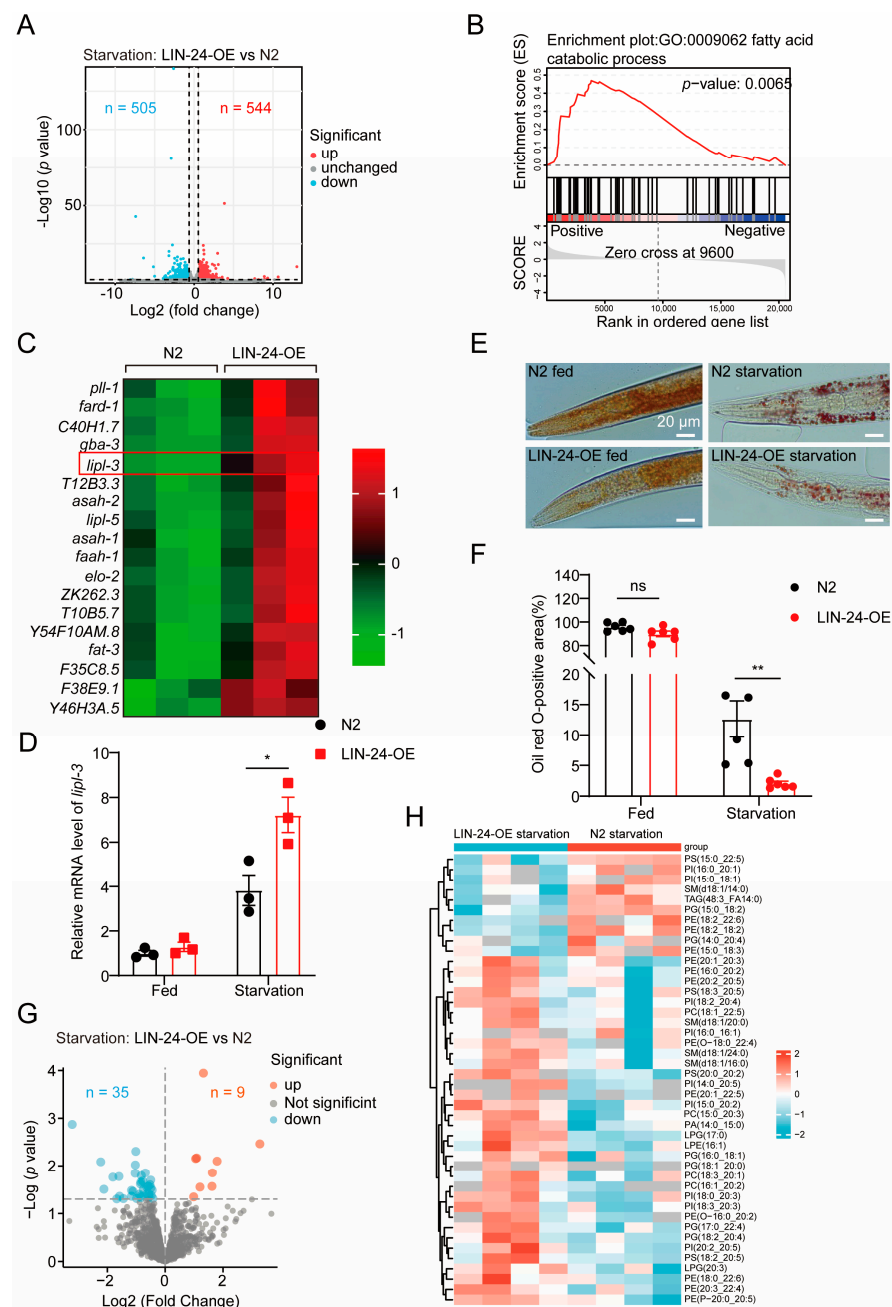 A
Starvation: LIN-24-OE vs N2
n = 505
n = 544
-Log10 (p value)
100
50
-10
0
10
Log2 (fold change)
Significant
up
unchanged
down
B
Enrichment plot:GO:0009062 fatty acid
catabolic process
p-value: 0.0065
Enrichment score (ES)
0.5
0.4
0.3
0.2
0.1
0.0
Positive
Negative
Zero cross at 9600
SCORE
4
2
0
-2
-4
5000
10,000
15,000
20,000
Rank in ordered gene list
C
N2
LIN-24-OE
pll-1
fard-1
C40H1.7
gba-3
lipl-3
T12B3.3
asah-2
lipl-5
asah-1
faah-1
elo-2
ZK262.3
T10B5.7
Y54F10AM.8
fat-3
F35C8.5
F38E9.1
Y46H3A.5
1
0
-1
E
N2 fed
20 μm
N2 starvation
LIN-24-OE fed
LIN-24-OE starvation
F
Oil red O-positive area(%)
140
120
100
80
20
15
10
5
0
ns
**
Fed
Starvation
N2
LIN-24-OE
D
N2
LIN-24-OE
Relative mRNA level of lipl-3
10
8
6
4
2
0
*
Fed
Starvation
G
Starvation: LIN-24-OE vs N2
n = 35
n = 9
−Log (p value)
4
3
2
1
0
−2
0
2
Log2 (Fold Change)
Significant
up
Not significint
down
H
LIN-24-OE starvation
N2 starvation
group
PS(15:0_22:5)
PI(16:0_20:1)
PI(15:0_18:1)
SM(d18:1/14:0)
TAG(48:3_FA14:0)
PG(15:0_18:2)
PE(18:2_22:6)
PE(18:2_18:2)
PG(14:0_20:4)
PE(15:0_18:3)
PE(20:1_20:3)
PE(16:0_20:2)
PE(20:2_20:5)
PS(18:3_20:5)
PI(18:2_20:4)
PC(18:1_22:5)
SM(d18:1/20:0)
PI(16:0_16:1)
PE(O−18:0_22:4)
SM(d18:1/24:0)
SM(d18:1/16:0)
PS(20:0_20:2)
PI(14:0_20:5)
PE(20:1_22:5)
PI(15:0_20:2)
PC(15:0_20:3)
PA(14:0_15:0)
LPG(17:0)
LPE(16:1)
PG(16:0_18:1)
PG(18:1_20:0)
PC(18:3_20:1)
PC(16:1_20:2)
PI(18:0_20:3)
PI(18:3_20:3)
PE(O−16:0_20:2)
PG(17:0_22:4)
PG(18:2_20:4)
PI(20:2_20:5)
PS(18:2_20:5)
LPG(20:3)
PE(18:0_22:6)
PE(20:3_22:4)
PE(P−20:0_20:5)
2
1
0
−1
−2